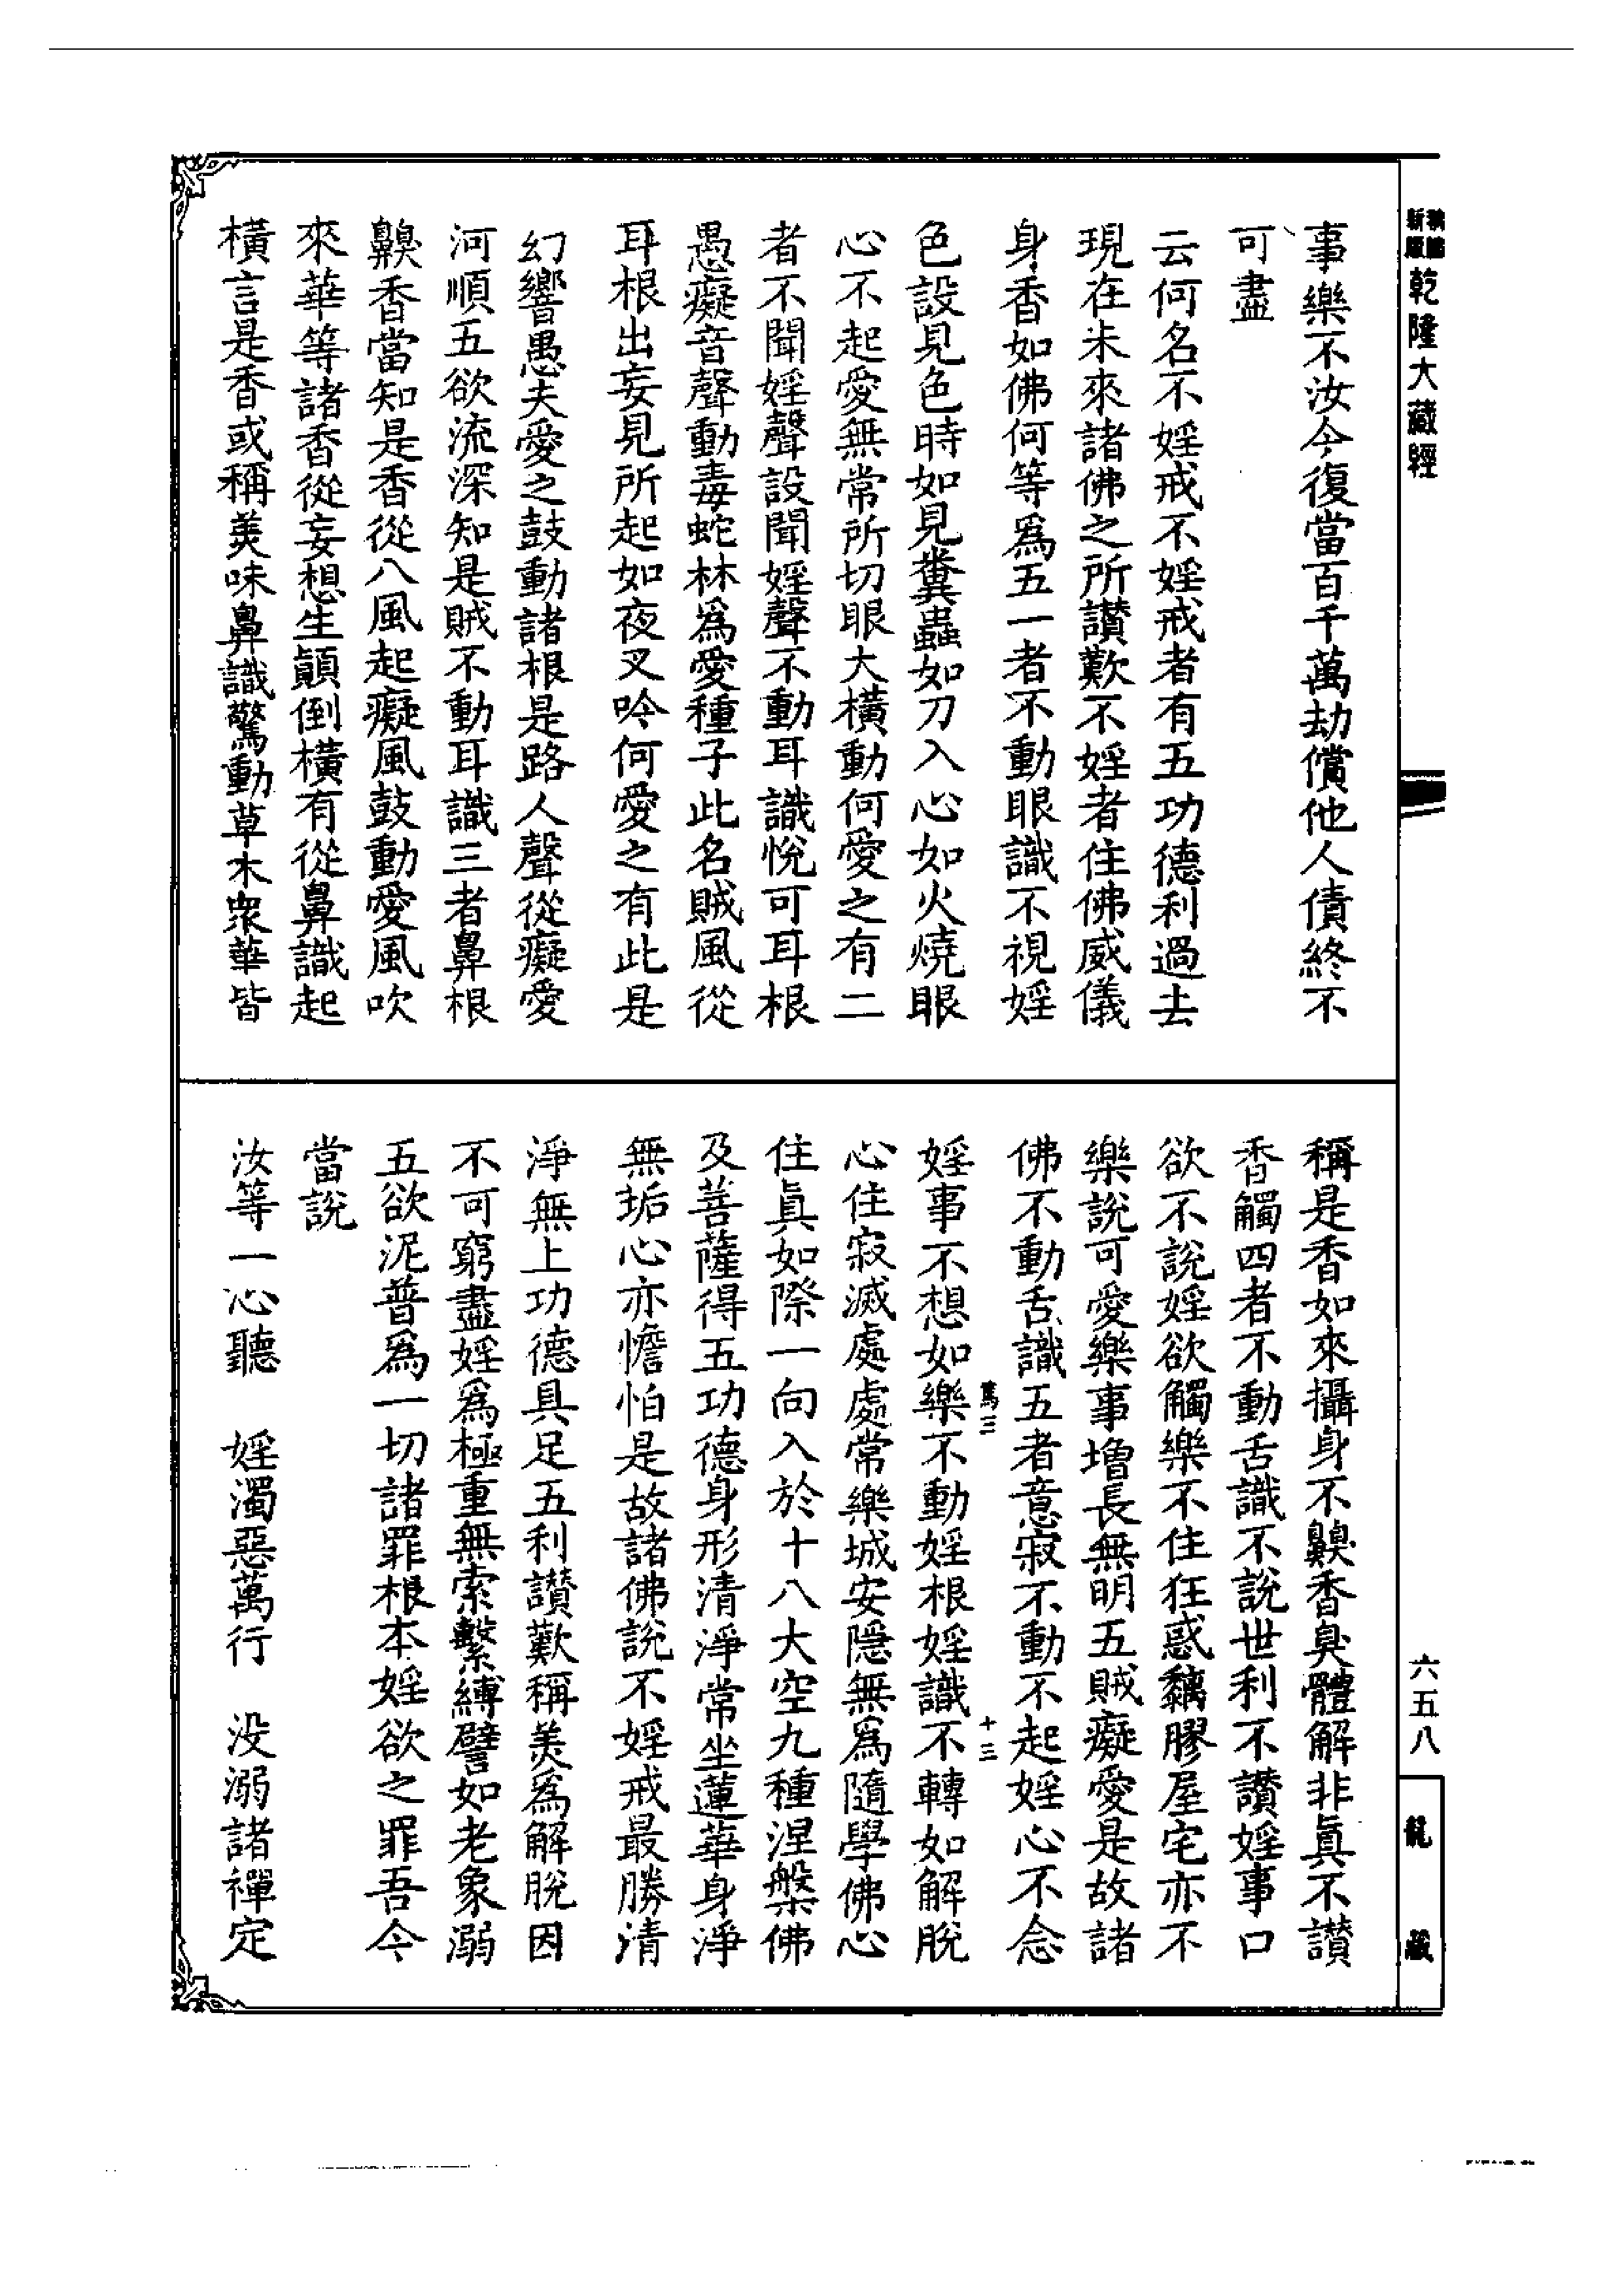 新編縮版乾隆大藏經
事樂不汝今復當百千萬劫償他人債終不
可盡
云何名不婬戒不婬戒者有五功德利過去
現在未來諸佛之所讚歎不婬者住佛威儀
身香如佛何等爲五一者不動眼識不視婬
色設見色時如見糞蟲如刀入心如火燒眼
心不起愛無常所切眼大橫動何愛之有二
者不聞婬聲設聞婬聲不動耳識悅可耳根
愚癡音聲動毒蛇林爲愛種子此名賊風從
耳根出妄見所起如夜叉吟何愛之有此是
幻響愚夫愛之鼓動諸根是路人聲從癡愛
河順五欲流深知是賊不動耳識三者鼻根
齅香當知是香從八風起癡風鼓動愛風吹
來華等諸香從妄想生顛倒橫有從鼻識起
橫言是香或稱美味鼻識驚動草木衆華皆
稱是香如來攝身不齅香臭體解非眞不讚
香觸四者不動舌識不說世利不讚婬事口
欲不說婬欲觸樂不住狂惑黐膠屋宅亦不
樂說可愛樂事增長無明五賊癡愛是故諸
佛不動舌識五者意寂不動不起婬心不念
篤三
十三
婬事不想如樂不動婬根婬識不轉如解脫
心住寂滅處處常樂城安隱無爲隨學佛心
住眞如際一向入於十八大空九種涅槃佛
及菩薩得五功德身形清淨常坐蓮華身淨
無垢心亦憺怕是故諸佛說不婬戒最勝清
淨無上功德具足五利讚歎稱美爲解脫因
不可窮盡婬爲極重無索繫縛譬如老象溺
五欲泥普爲一切諸罪根本婬欲之罪吾今
當說
汝等一心聽 婬濁惡萬行 没溺諸禪定
六五八
龍藏